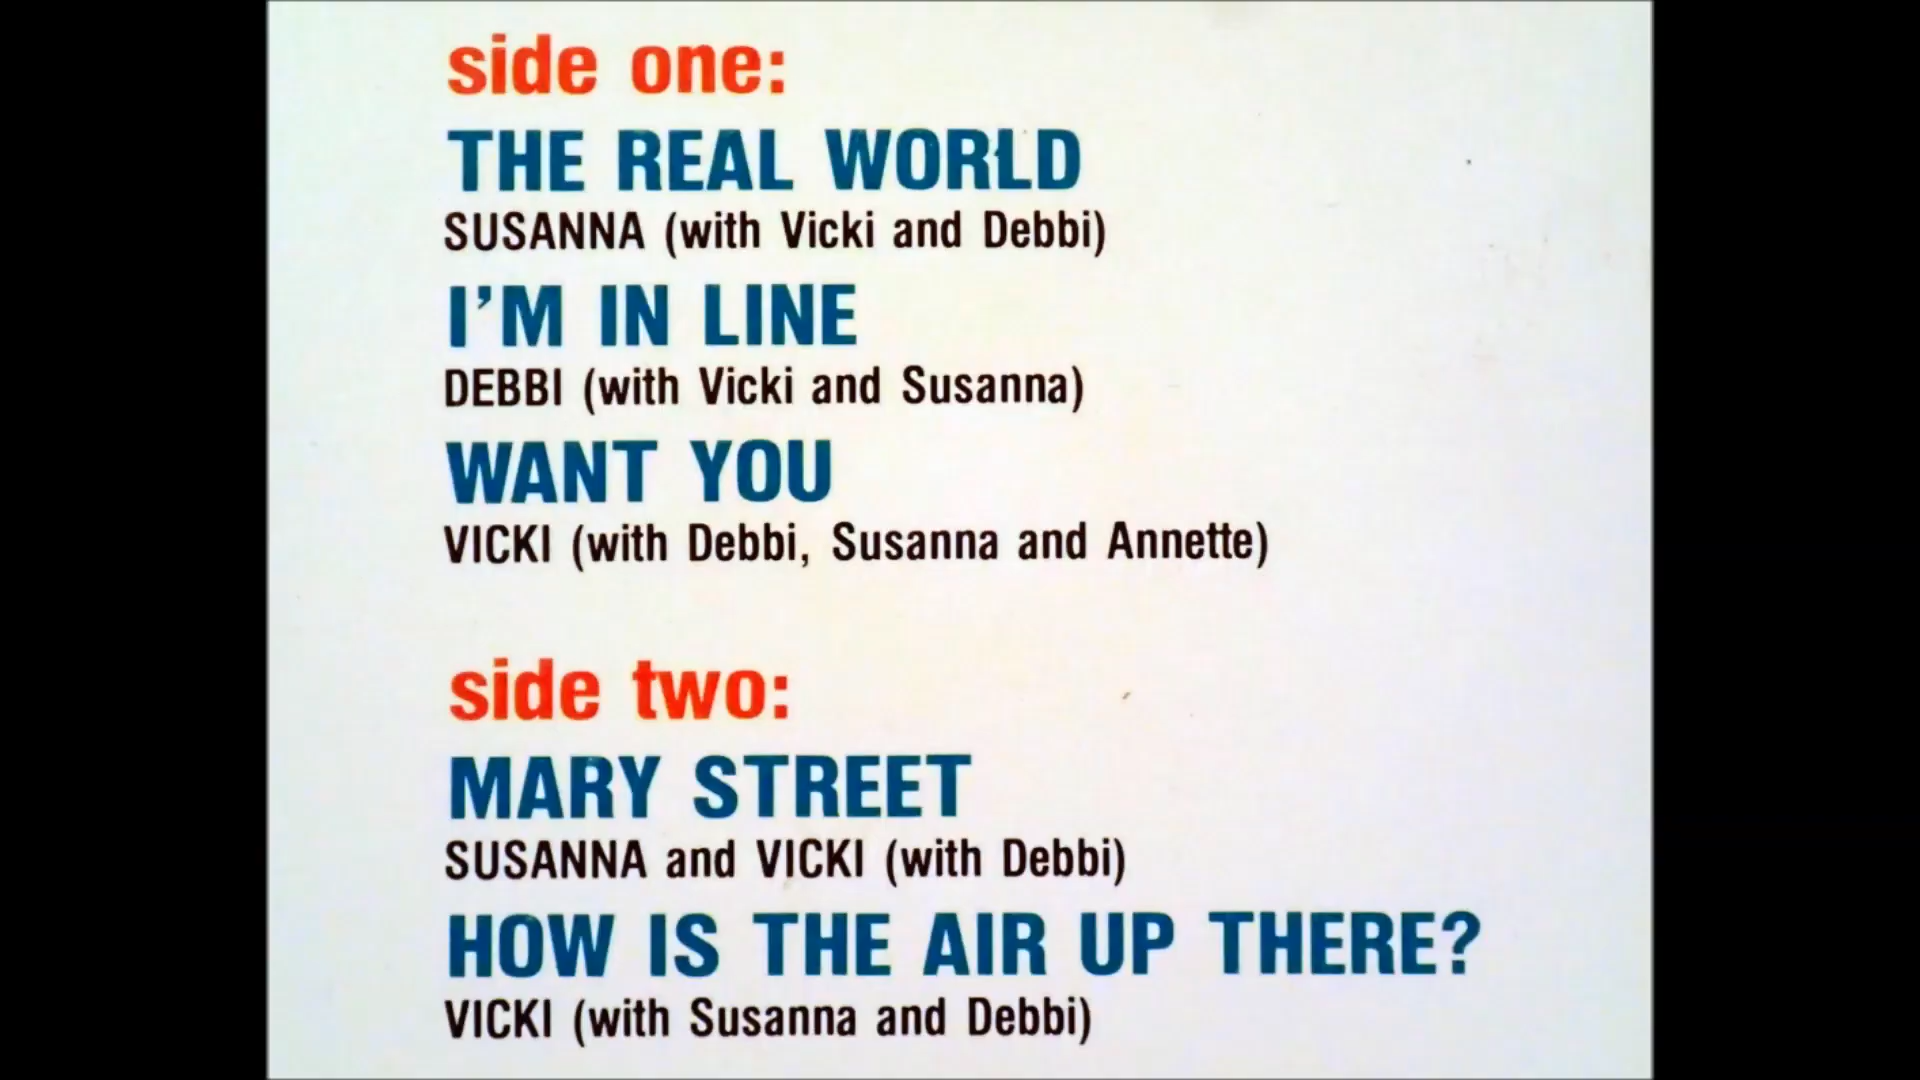 side one:
THE REAL WORLD
SUSANNA (with Vicki and Debbi)
I'M IN LINE
DEBBI (with Vicki and Susanna)
WANT YOU
VICKI (with Debbi, Susanna and Annette)
side two:
MARY STREET
SUSANNA and VICKI (with Debbi)
HOW IS THE AIR UP THERE?
VICKI (with Susanna and Debbi)